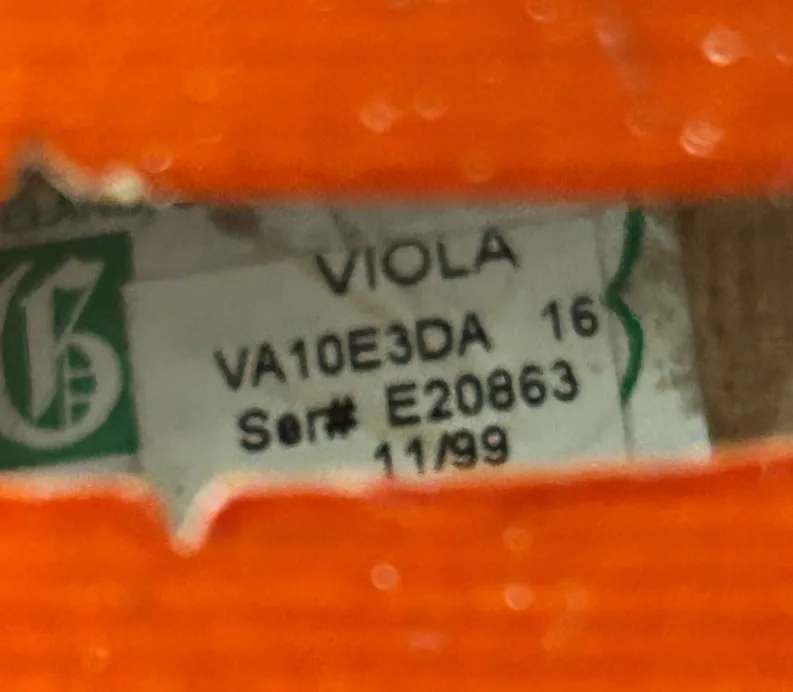 G
VIOLA
VA10E3DA 16
Ser# E20863
11/99